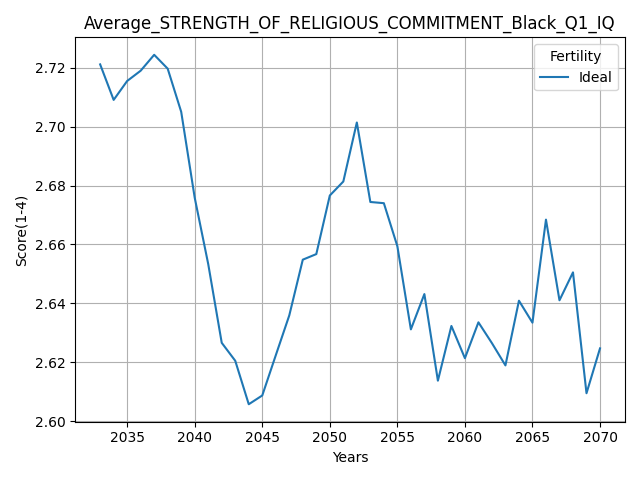 Average_STRENGTH_OF_RELIGIOUS_COMMITMENT_Black_Q1_IQ
Fertility
Ideal
2.72
2.70
2.68
2.66
2.64
2.62
2.60
Score(1-4)
2035 2040 2045 2050 2055 2060 2065 2070
Years